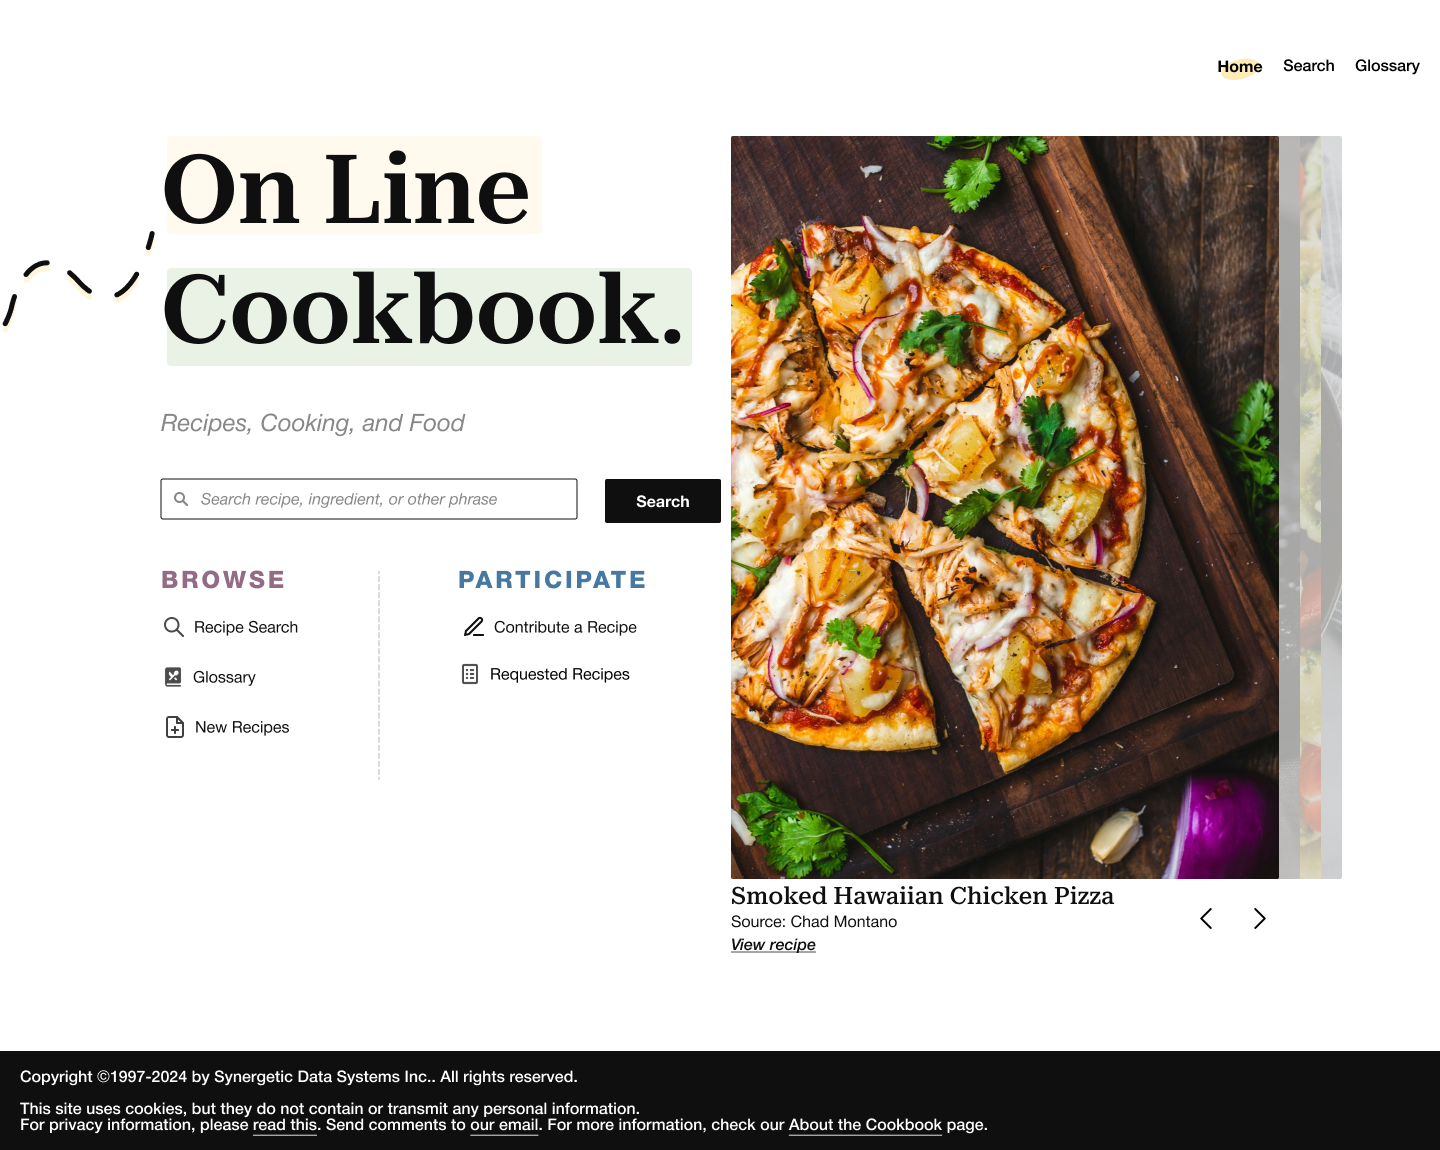 Home Search Glossary
On Line
Cookbook.
Recipes, Cooking, and Food
Search recipe, ingredient, or other phrase
Search
BROWSE
Recipe Search
Glossary
New Recipes
PARTICIPATE
Contribute a Recipe
Requested Recipes
Smoked Hawaiian Chicken Pizza
Source: Chad Montano
View recipe
Copyright ©1997-2024 by Synergetic Data Systems Inc.. All rights reserved.
This site uses cookies, but they do not contain or transmit any personal information.
For privacy information, please read this. Send comments to our email. For more information, check our About the Cookbook page.